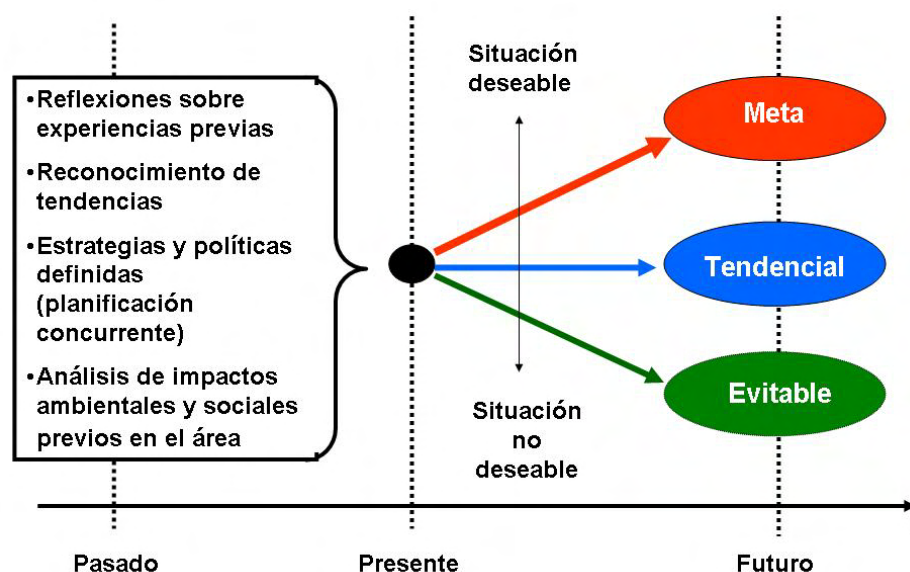 •Reflexiones sobre
experiencias previas
•Reconocimiento de
tendencias
•Estrategias y políticas
definidas
(planificación
concurrente)
•Análisis de impactos
ambientales y sociales
previos en el área
Situación
deseable
Situación
no
deseable
Meta
Tendencial
Evitable
Pasado
Presente
Futuro